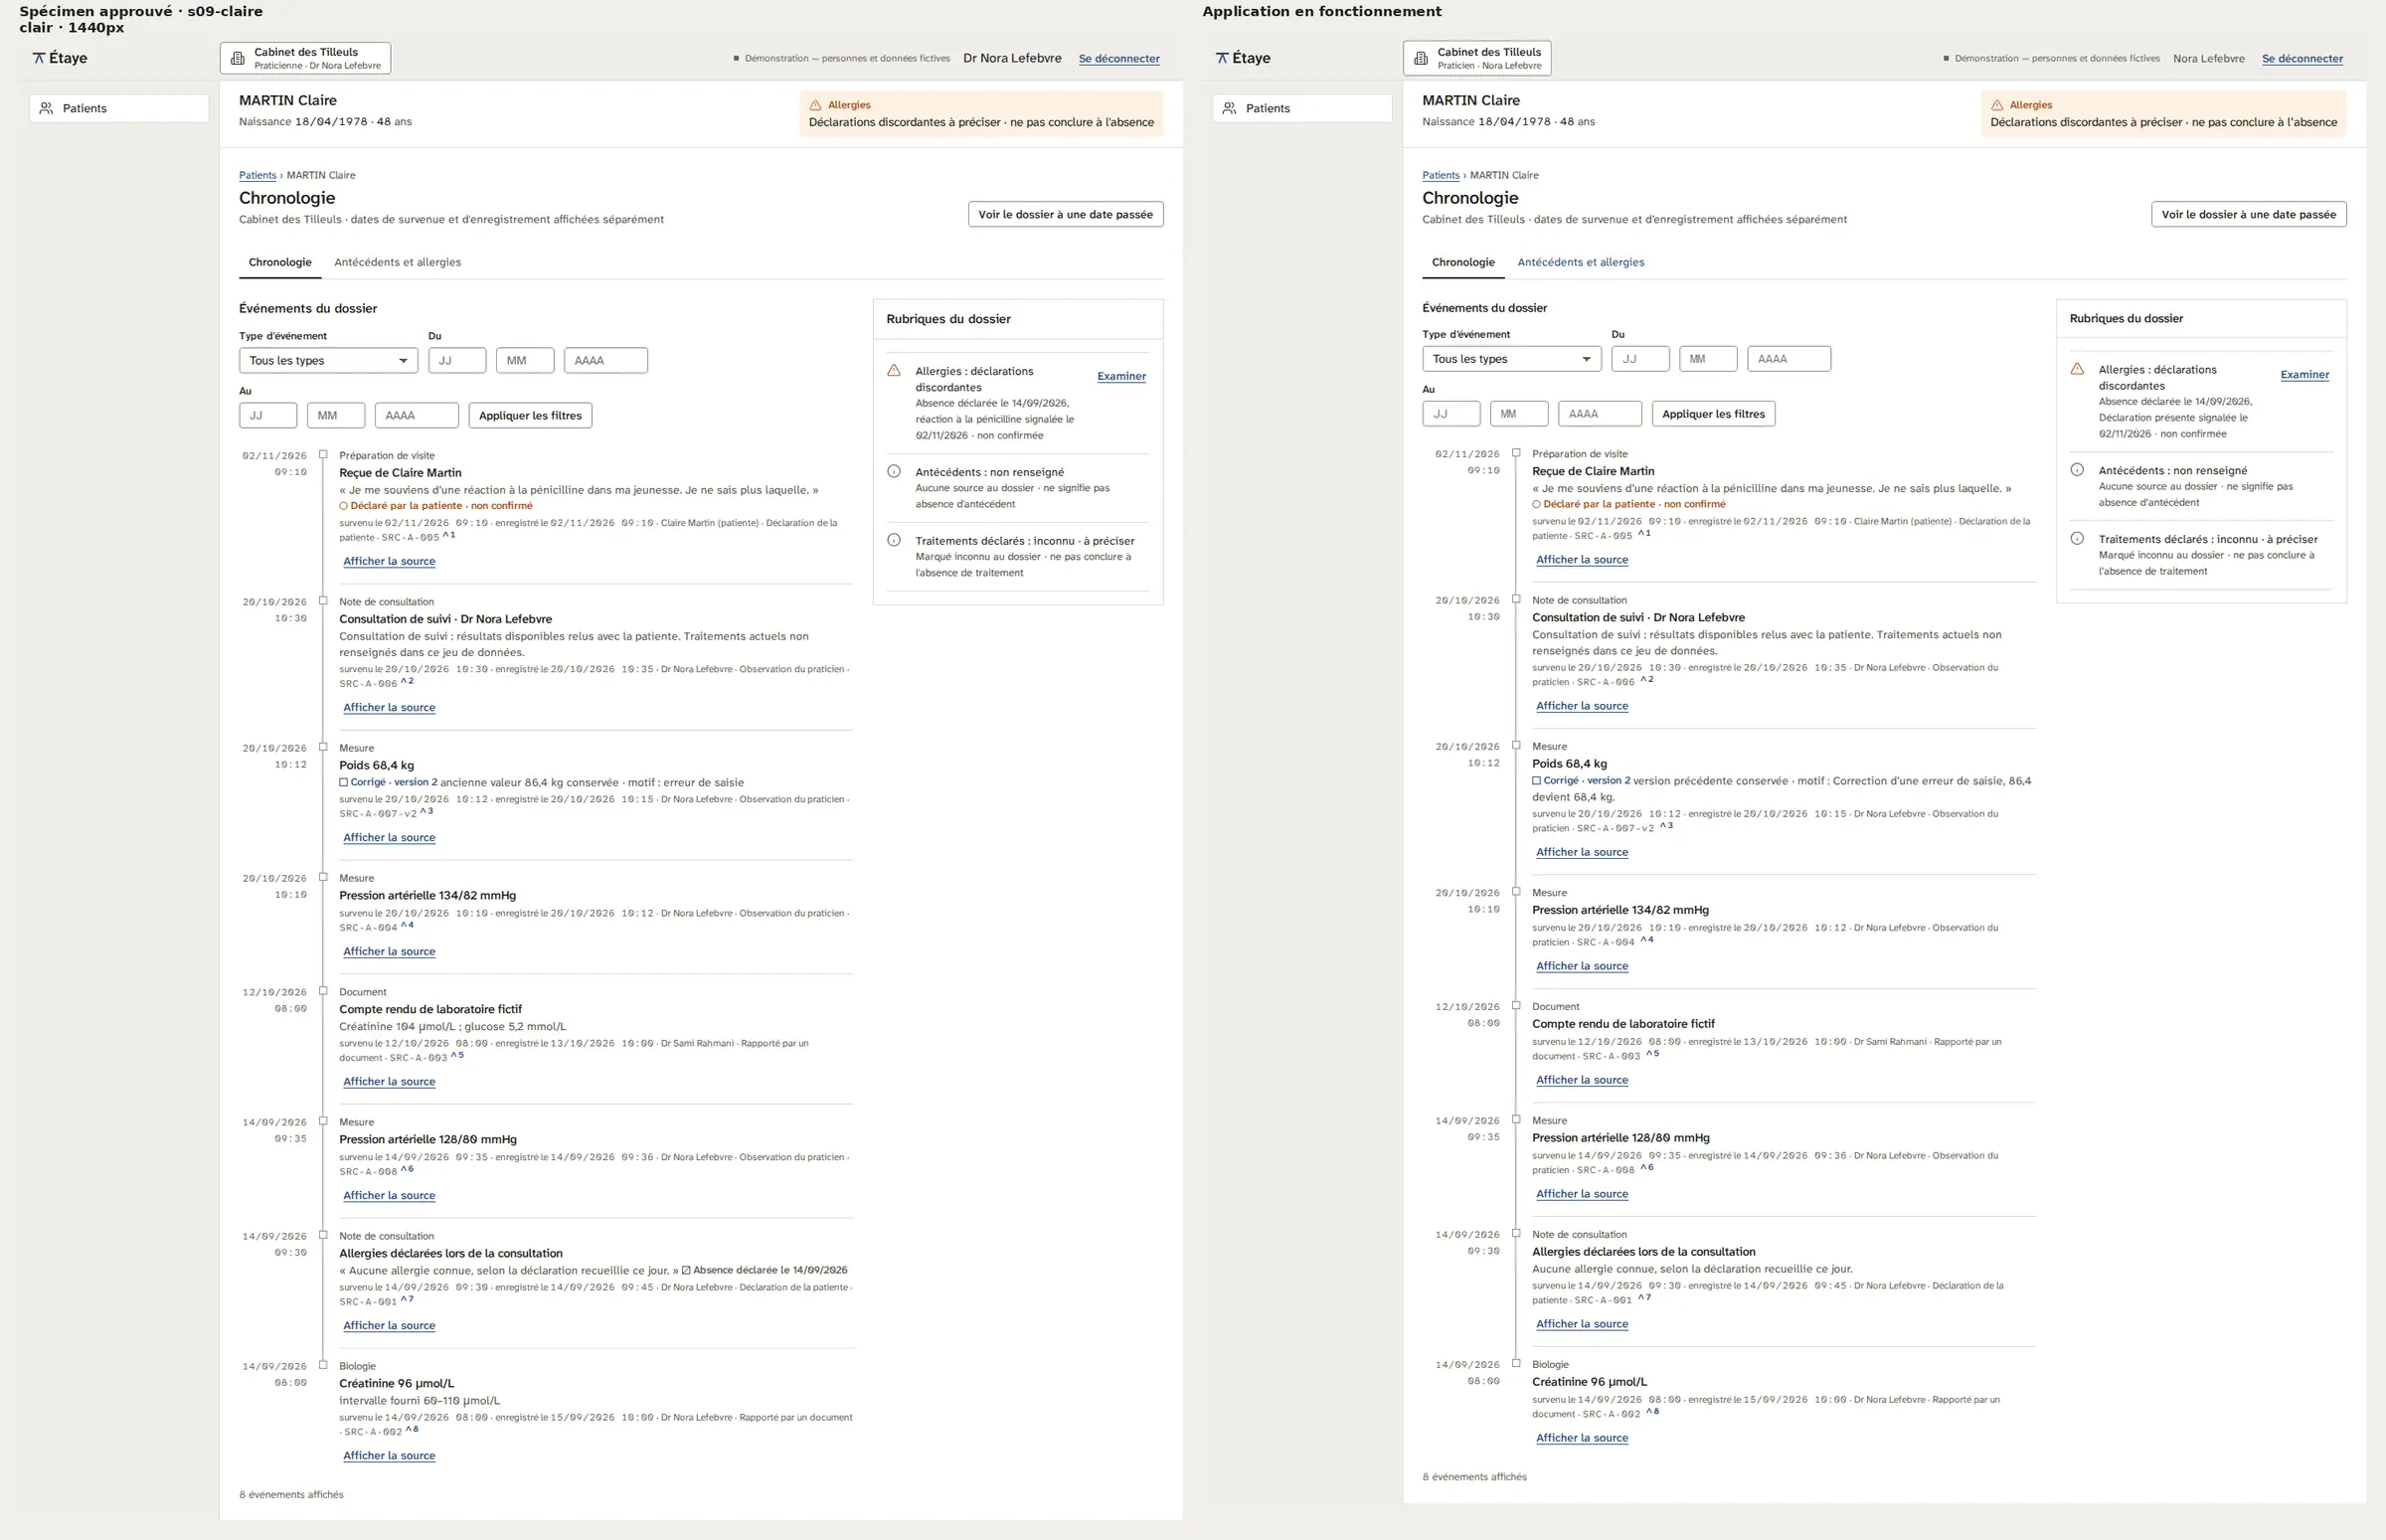 Spécimen approuvé · s09-claire
clair · 1440px
Étaye
Cabinet des Tilleuls
Praticienne · Dr Nora Lefebvre
Démonstration — personnes et données fictives
Dr Nora Lefebvre
Se déconnecter
Patients
MARTIN Claire
Naissance 18/04/1978 · 48 ans
Allergies
Déclarations discordantes à préciser · ne pas conclure à l'absence
Patients › MARTIN Claire
Chronologie
Cabinet des Tilleuls · dates de survenue et d'enregistrement affichées séparément
Voir le dossier à une date passée
Chronologie
Antécédents et allergies
Événements du dossier
Type d'événement
Du
Tous les types
JJ
MM
AAAA
Au
JJ
MM
AAAA
Appliquer les filtres
02/11/2026
09:10
Préparation de visite
Reçue de Claire Martin
« Je me souviens d'une réaction à la pénicilline dans ma jeunesse. Je ne sais plus laquelle. »
Déclaré par la patiente · non confirmé
survenu le 02/11/2026 09:10 · enregistré le 02/11/2026 09:10 · Claire Martin (patiente) · Déclaration de la
patiente · SRC-A-005 ^1
Afficher la source
20/10/2026
10:30
Note de consultation
Consultation de suivi · Dr Nora Lefebvre
Consultation de suivi : résultats disponibles relus avec la patiente. Traitements actuels non
renseignés dans ce jeu de données.
survenu le 20/10/2026 10:30 · enregistré le 20/10/2026 10:35 · Dr Nora Lefebvre · Observation du praticien ·
SRC-A-006 ^2
Afficher la source
20/10/2026
10:12
Mesure
Poids 68,4 kg
Corrigé · version 2 ancienne valeur 86,4 kg conservée · motif : erreur de saisie
survenu le 20/10/2026 10:12 · enregistré le 20/10/2026 10:15 · Dr Nora Lefebvre · Observation du praticien ·
SRC-A-007-v2 ^3
Afficher la source
20/10/2026
10:10
Mesure
Pression artérielle 134/82 mmHg
survenu le 20/10/2026 10:10 · enregistré le 20/10/2026 10:12 · Dr Nora Lefebvre · Observation du praticien ·
SRC-A-004 ^4
Afficher la source
12/10/2026
08:00
Document
Compte rendu de laboratoire fictif
Créatinine 104 µmol/L ; glucose 5,2 mmol/L
survenu le 12/10/2026 08:00 · enregistré le 13/10/2026 10:00 · Dr Sami Rahmani · Rapporté par un
document · SRC-A-003 ^5
Afficher la source
14/09/2026
09:35
Mesure
Pression artérielle 128/80 mmHg
survenu le 14/09/2026 09:35 · enregistré le 14/09/2026 09:36 · Dr Nora Lefebvre · Observation du praticien ·
SRC-A-008 ^6
Afficher la source
14/09/2026
09:30
Note de consultation
Allergies déclarées lors de la consultation
« Aucune allergie connue, selon la déclaration recueillie ce jour. » Absence déclarée le 14/09/2026
survenu le 14/09/2026 09:30 · enregistré le 14/09/2026 09:45 · Dr Nora Lefebvre · Déclaration de la patiente ·
SRC-A-001 ^7
Afficher la source
14/09/2026
08:00
Biologie
Créatinine 96 µmol/L
intervalle fourni 60–110 µmol/L
survenu le 14/09/2026 08:00 · enregistré le 15/09/2026 10:00 · Dr Nora Lefebvre · Rapporté par un document
· SRC-A-002 ^8
Afficher la source
8 événements affichés
Rubriques du dossier
Allergies : déclarations
discordantes
Absence déclarée le 14/09/2026,
réaction à la pénicilline signalée le
02/11/2026 · non confirmée
Examiner
Antécédents : non renseigné
Aucune source au dossier · ne signifie pas
absence d'antécédent
Traitements déclarés : inconnu · à préciser
Marqué inconnu au dossier · ne pas conclure à
l'absence de traitement
Application en fonctionnement
Étaye
Cabinet des Tilleuls
Praticien · Nora Lefebvre
Démonstration — personnes et données fictives
Nora Lefebvre
Se déconnecter
Patients
MARTIN Claire
Naissance 18/04/1978 · 48 ans
Allergies
Déclarations discordantes à préciser · ne pas conclure à l’absence
Patients › MARTIN Claire
Chronologie
Cabinet des Tilleuls · dates de survenue et d’enregistrement affichées séparément
Voir le dossier à une date passée
Chronologie
Antécédents et allergies
Événements du dossier
Type d’événement
Du
Tous les types
JJ
MM
AAAA
Au
JJ
MM
AAAA
Appliquer les filtres
02/11/2026
09:10
Préparation de visite
Reçue de Claire Martin
« Je me souviens d’une réaction à la pénicilline dans ma jeunesse. Je ne sais plus laquelle. »
Déclaré par la patiente · non confirmé
survenu le 02/11/2026 09:10 · enregistré le 02/11/2026 09:10 · Claire Martin (patiente) · Déclaration de la
patiente · SRC-A-005 ^1
Afficher la source
20/10/2026
10:30
Note de consultation
Consultation de suivi · Dr Nora Lefebvre
Consultation de suivi : résultats disponibles relus avec la patiente. Traitements actuels non
renseignés dans ce jeu de données.
survenu le 20/10/2026 10:30 · enregistré le 20/10/2026 10:35 · Dr Nora Lefebvre · Observation du
praticien · SRC-A-006 ^2
Afficher la source
20/10/2026
10:12
Mesure
Poids 68,4 kg
Corrigé · version 2 version précédente conservée · motif : Correction d’une erreur de saisie, 86,4
devient 68,4 kg.
survenu le 20/10/2026 10:12 · enregistré le 20/10/2026 10:15 · Dr Nora Lefebvre · Observation du
praticien · SRC-A-007-v2 ^3
Afficher la source
20/10/2026
10:10
Mesure
Pression artérielle 134/82 mmHg
survenu le 20/10/2026 10:10 · enregistré le 20/10/2026 10:12 · Dr Nora Lefebvre · Observation du
praticien · SRC-A-004 ^4
Afficher la source
12/10/2026
08:00
Document
Compte rendu de laboratoire fictif
survenu le 12/10/2026 08:00 · enregistré le 13/10/2026 10:00 · Dr Sami Rahmani · Rapporté par un
document · SRC-A-003 ^5
Afficher la source
14/09/2026
09:35
Mesure
Pression artérielle 128/80 mmHg
survenu le 14/09/2026 09:35 · enregistré le 14/09/2026 09:36 · Dr Nora Lefebvre · Observation du
praticien · SRC-A-008 ^6
Afficher la source
14/09/2026
09:30
Note de consultation
Allergies déclarées lors de la consultation
Aucune allergie connue, selon la déclaration recueillie ce jour.
survenu le 14/09/2026 09:30 · enregistré le 14/09/2026 09:45 · Dr Nora Lefebvre · Déclaration de la
patiente · SRC-A-001 ^7
Afficher la source
14/09/2026
08:00
Biologie
Créatinine 96 µmol/L
survenu le 14/09/2026 08:00 · enregistré le 15/09/2026 10:00 · Dr Nora Lefebvre · Rapporté par un
document · SRC-A-002 ^8
Afficher la source
8 événements affichés
Rubriques du dossier
Allergies : déclarations
discordantes
Absence déclarée le 14/09/2026,
Déclaration présente signalée le
02/11/2026 · non confirmée
Examiner
Antécédents : non renseigné
Aucune source au dossier · ne signifie pas
absence d’antécédent
Traitements déclarés : inconnu · à préciser
Marqué inconnu au dossier · ne pas conclure à
l’absence de traitement